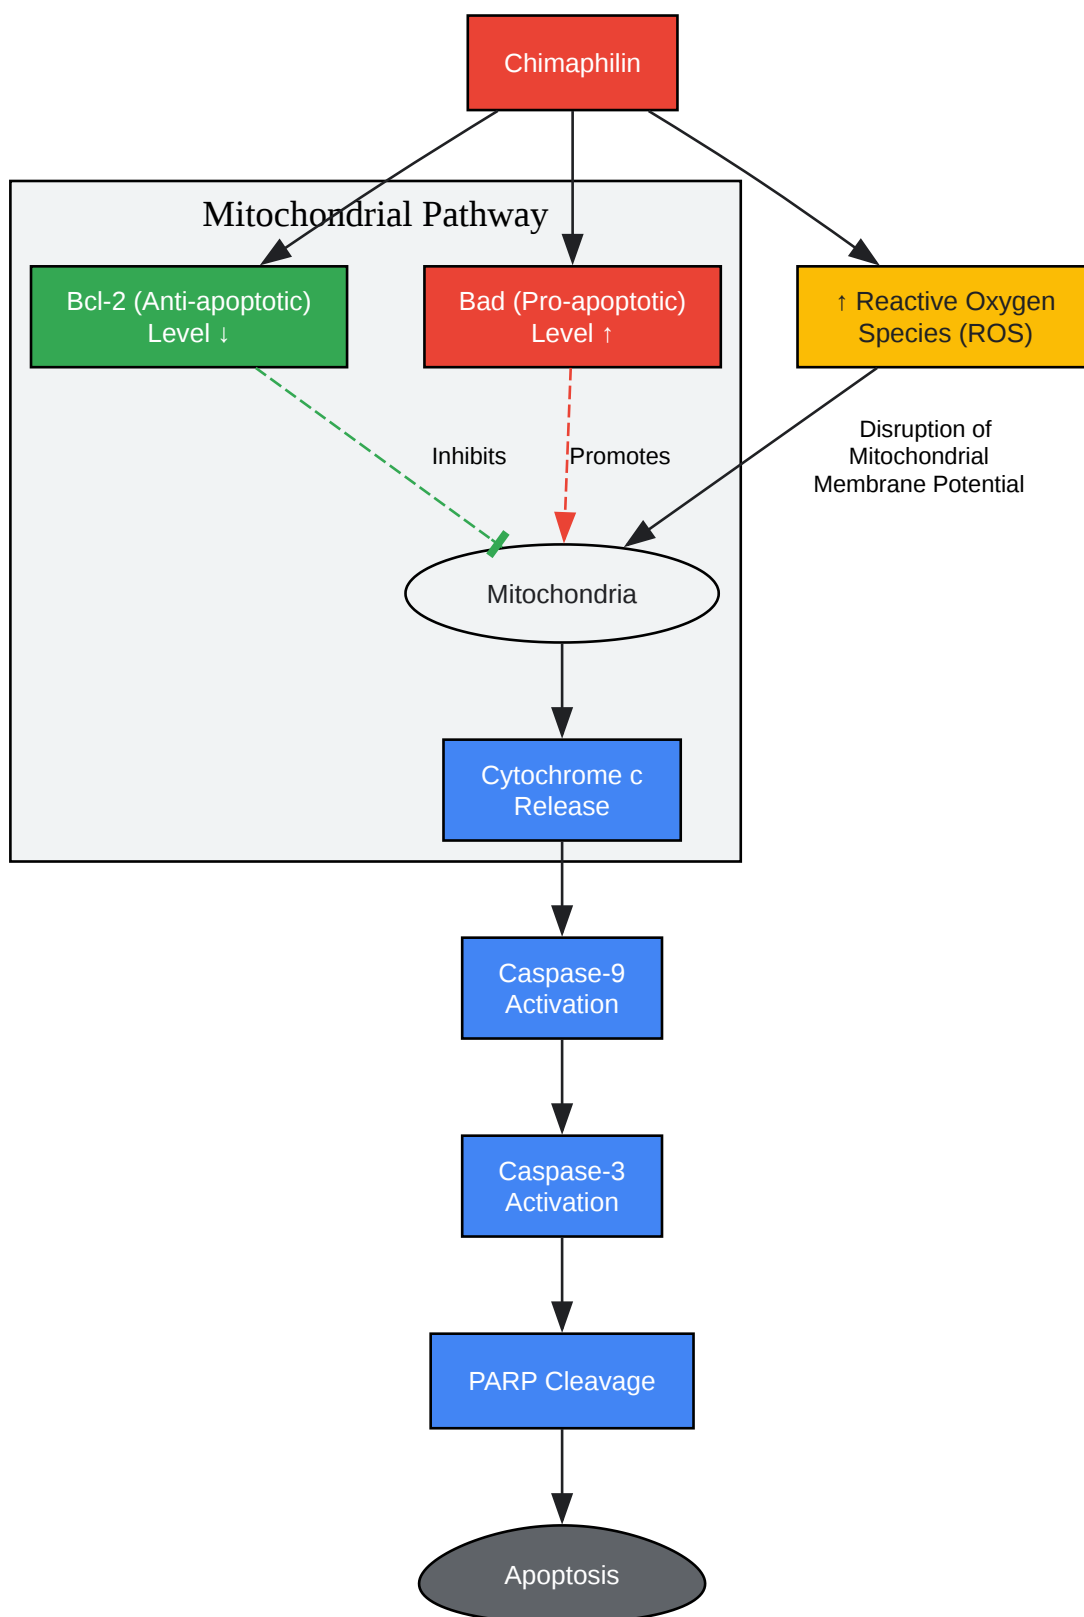 Chimaphilin
Mitochondrial Pathway
Bcl-2 (Anti-apoptotic)
Level ↓
Bad (Pro-apoptotic)
Level ↑
↑ Reactive Oxygen
Species (ROS)
Inhibits
Promotes
Disruption of
Mitochondrial
Membrane Potential
Mitochondria
Cytochrome c
Release
Caspase-9
Activation
Caspase-3
Activation
PARP Cleavage
Apoptosis